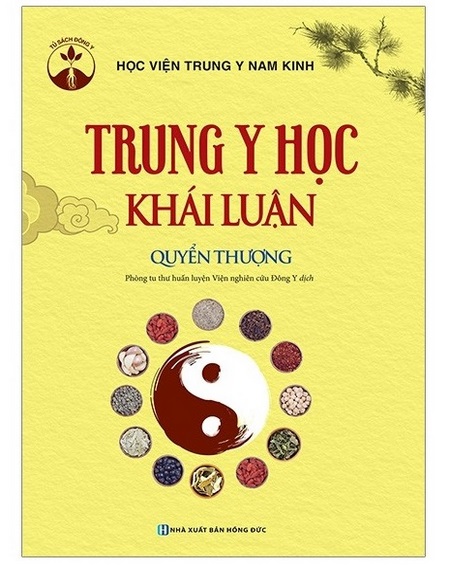 TỦ SÁCH ĐÔNG Y
HỌC VIỆN TRUNG Y NAM KINH
TRUNG Y HỌC
KHÁI LUẬN
QUYỂN THƯỢNG
Phòng tu thư huấn luyện Viện nghiên cứu Đông Y dịch
NHÀ XUẤT BẢN HỒNG ĐỨC